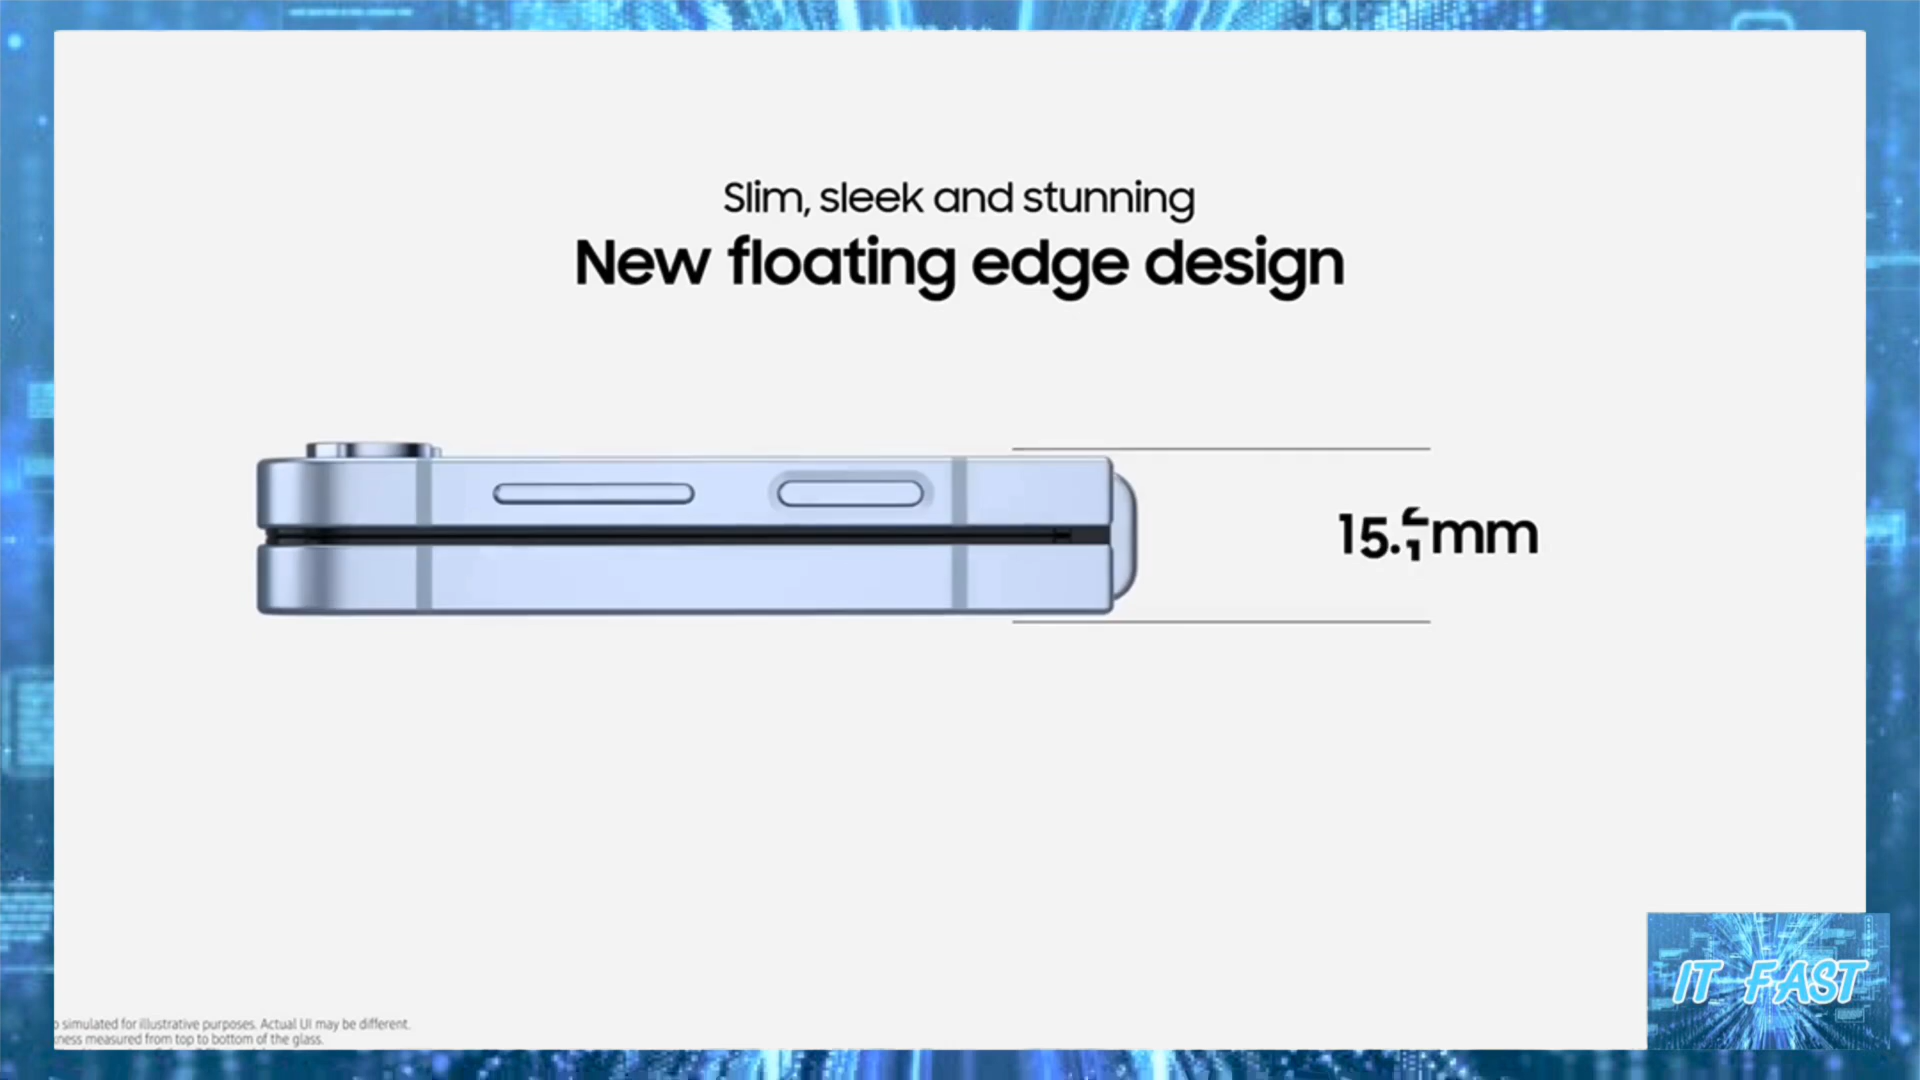 Slim, sleek and stunning
New floating edge design
15. mm
simulated for illustrative purposes. Actual UI may be different.
measured from top to bottom of the glass.
IT FAST